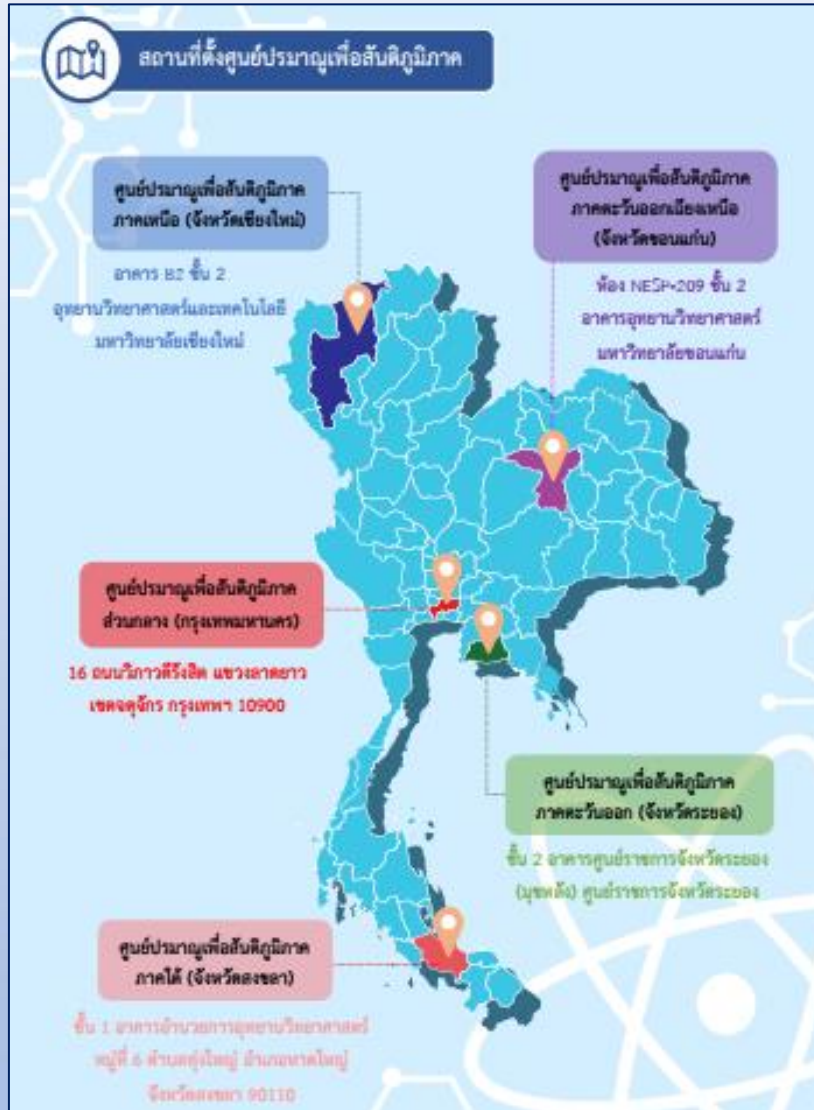 สถานที่ตั้งศูนย์ปรมาณูเพื่อสันติภูมิภาค
ศูนย์ปรมาณูเพื่อสันติภูมิภาค
ภาคเหนือ (จังหวัดเชียงใหม่)
อาคาร B2 ชั้น 2
อุทยานวิทยาศาสตร์และเทคโนโลยี
มหาวิทยาลัยเชียงใหม่
ศูนย์ปรมาณูเพื่อสันติภูมิภาค
ภาคตะวันออกเฉียงเหนือ
(จังหวัดขอนแก่น)
ห้อง NESP-209 ชั้น 2
อาคารอุทยานวิทยาศาสตร์
มหาวิทยาลัยขอนแก่น
ศูนย์ปรมาณูเพื่อสันติภูมิภาค
ส่วนกลาง (กรุงเทพมหานคร)
16 ถนนวิภาวดีรังสิต แขวงลาดยาว
เขตจตุจักร กรุงเทพฯ 10900
ศูนย์ปรมาณูเพื่อสันติภูมิภาค
ภาคตะวันออก (จังหวัดระยอง)
ชั้น 2 อาคารศูนย์ราชการจังหวัดระยอง
(มุขหลัง) ศูนย์ราชการจังหวัดระยอง
ศูนย์ปรมาณูเพื่อสันติภูมิภาค
ภาคใต้ (จังหวัดสงขลา)
ชั้น 1 อาคารอำนวยการอุทยานวิทยาศาสตร์
หมู่ที่ 6 ตำบลทุ่งใหญ่ อำเภอหาดใหญ่
จังหวัดสงขลา 90110